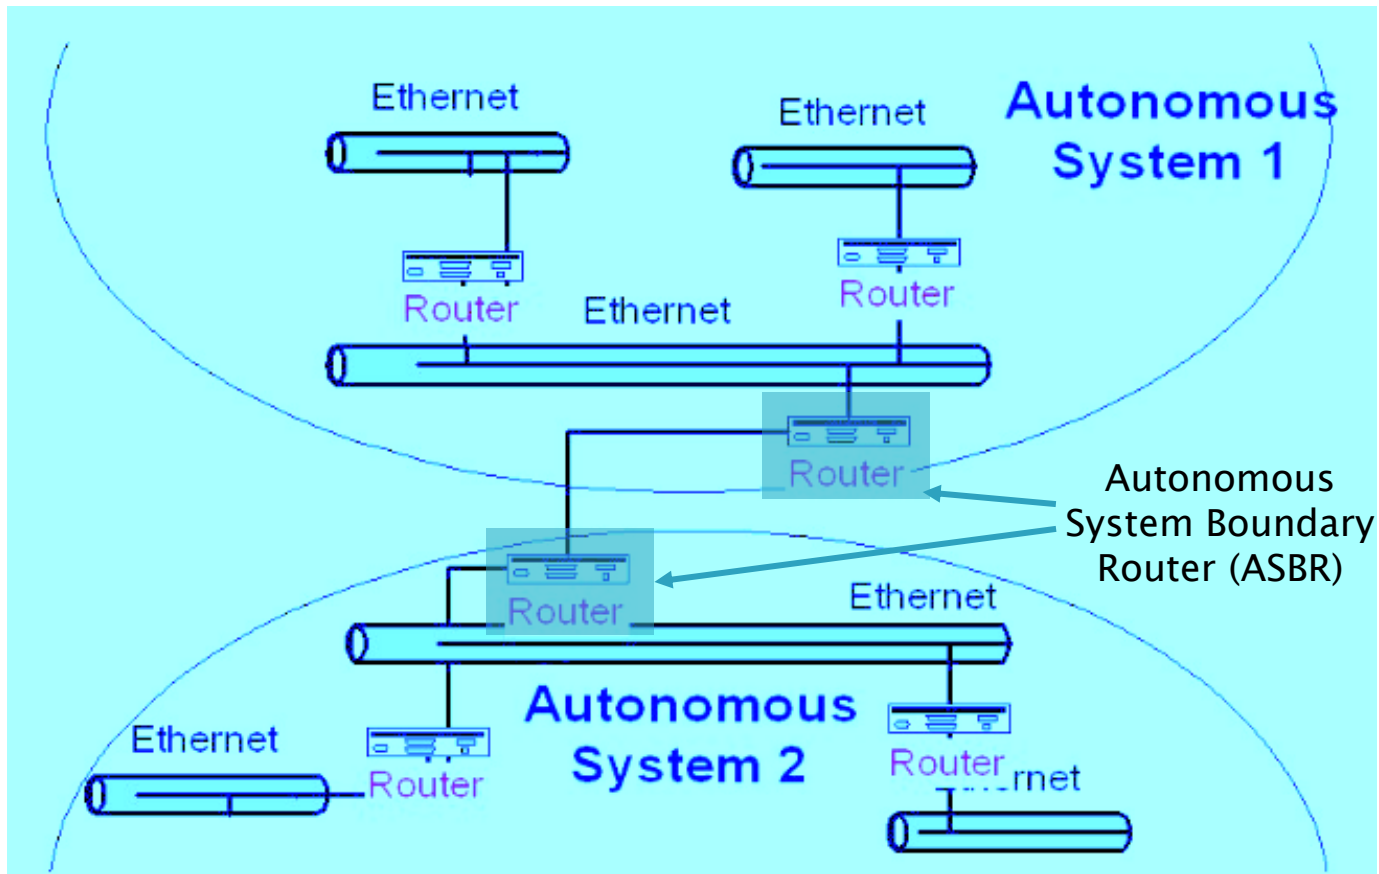 Ethernet
Ethernet
Autonomous
System 1
Router
Router
Ethernet
Router
Autonomous
System Boundary
Router (ASBR)
Router
Ethernet
Autonomous
System 2
Ethernet
Router
Router
rnet